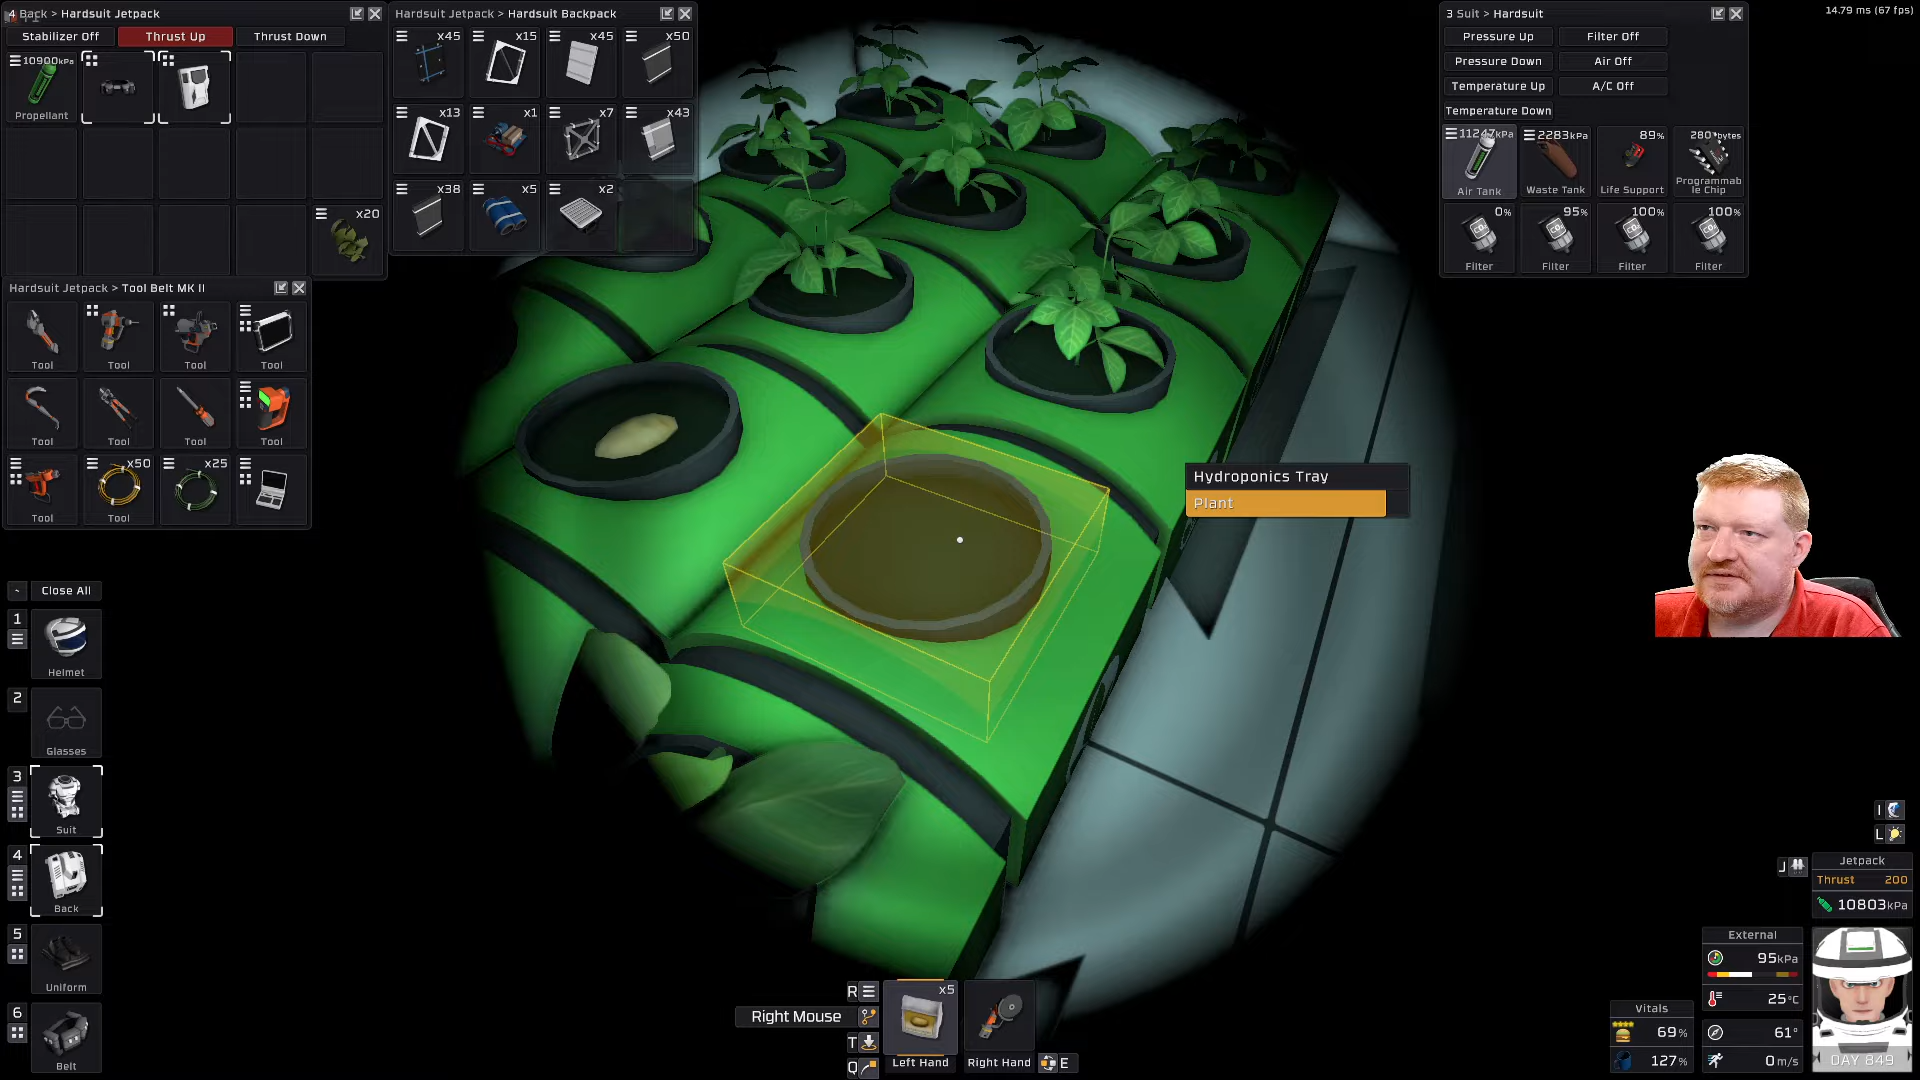 4 Back > Hardsuit Jetpack
Stabilizer Off
Thrust Up
Thrust Down
10900kPa
Propellant
x20
Hardsuit Jetpack > Hardsuit Backpack
x45
x15
x45
x50
x13
x1
x7
x43
x38
x5
x2
Hardsuit Jetpack > Tool Belt MK II
Tool
Tool
Tool
Tool
Tool
Tool
Tool
Tool
x50
x25
Tool
Tool
Tool
~
Close All
1
Helmet
2
Glasses
3
Suit
4
Back
5
Uniform
6
Belt
3 Suit > Hardsuit
14.79 ms (67 fps)
Pressure Up
Filter Off
Pressure Down
Air Off
Temperature Up
A/C Off
Temperature Down
11247kPa
2283kPa
89%
280 bytes
Air Tank
Waste Tank
Life Support
Programmab
le Chip
0%
95%
100%
100%
Filter
Filter
Filter
Filter
Hydroponics Tray
Plant
R
x5
Right Mouse
T
Q
Left Hand
Right Hand
E
I
L
J
Jetpack
Thrust 200
10803kPa
External
95kPa
25°C
Vitals
69%
61°
127%
0m/s
DAY 849